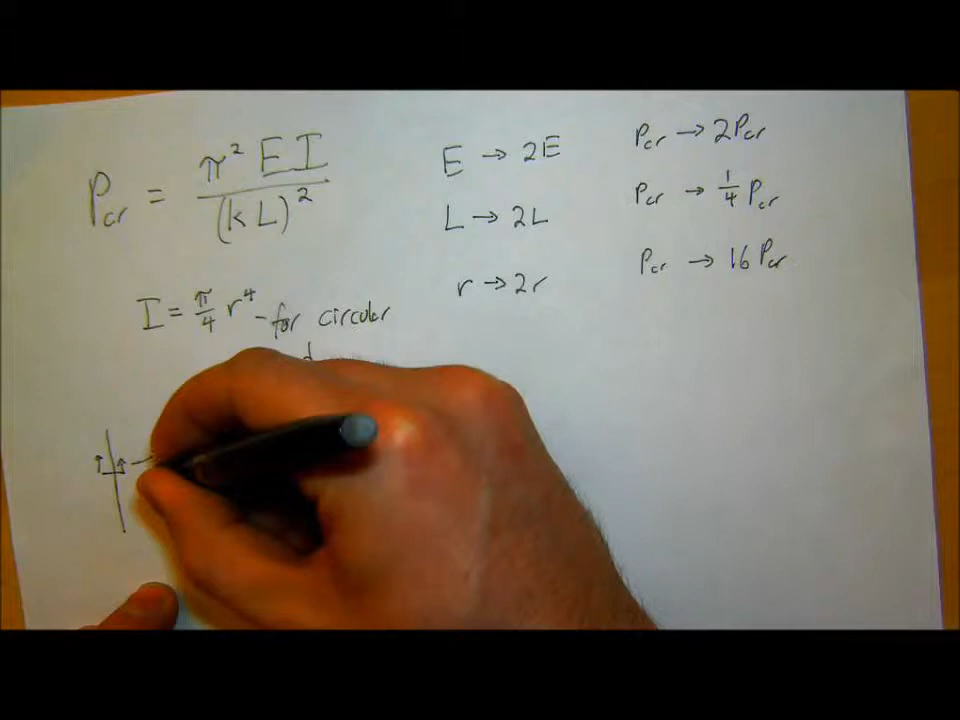 Pcr = π² E I / (k L)²
E → 2E
Pcr → 2Pcr
L → 2L
Pcr → 1/4 Pcr
r → 2r
Pcr → 16 Pcr
I = π/4 r⁴ - for circular